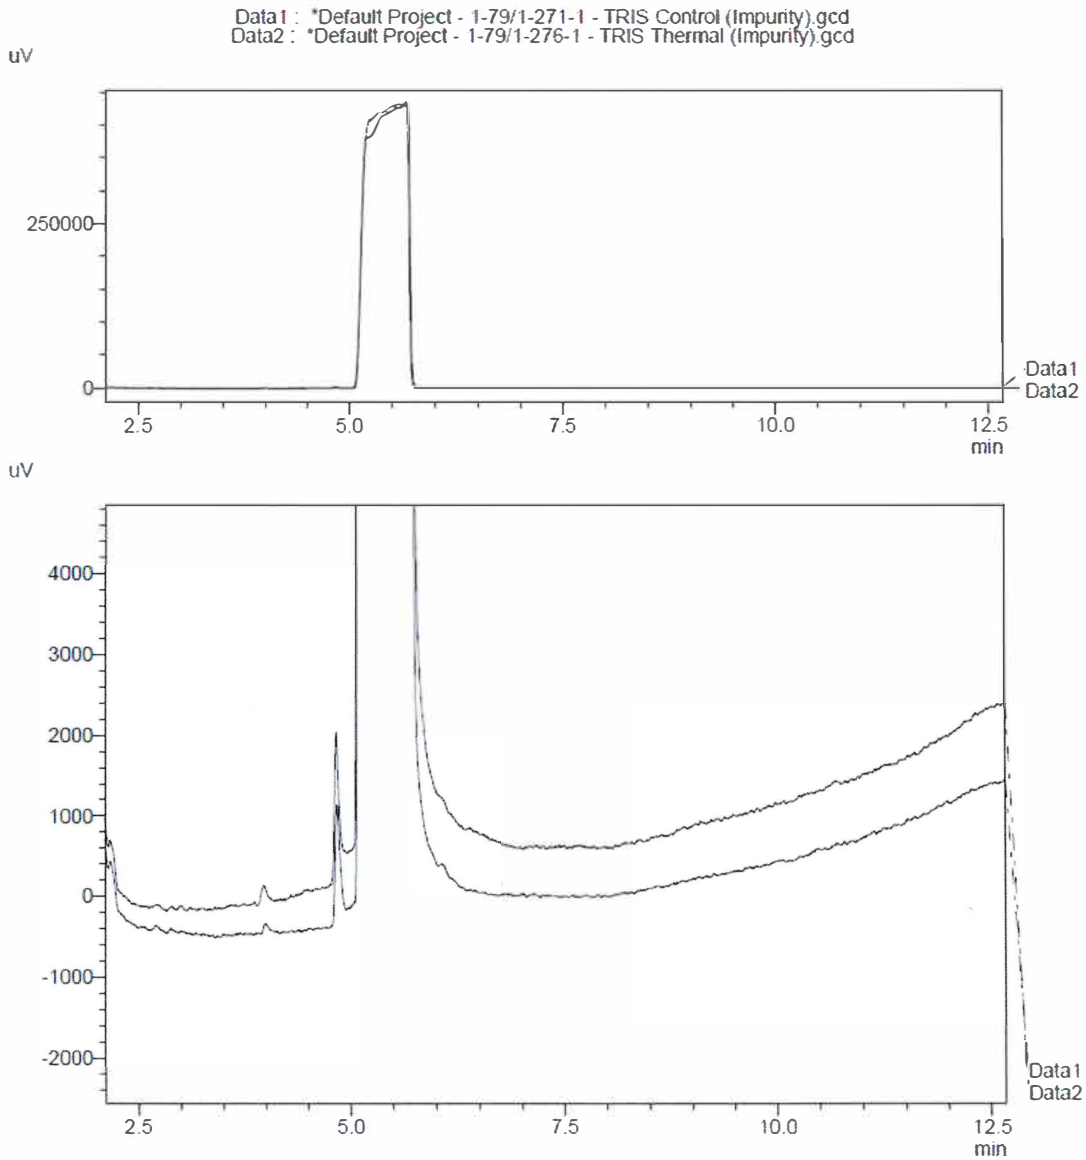 Data1 : *Default Project - 1-79/1-271-1 - TRIS Control (Impurity).gcd
Data2 : *Default Project - 1-79/1-276-1 - TRIS Thermal (Impurity).gcd
uV
250000
0
Data1
Data2
2.5 5.0 7.5 10.0 12.5
min
uV
4000
3000
2000
1000
0
-1000
-2000
Data1
Data2
2.5 5.0 7.5 10.0 12.5
min